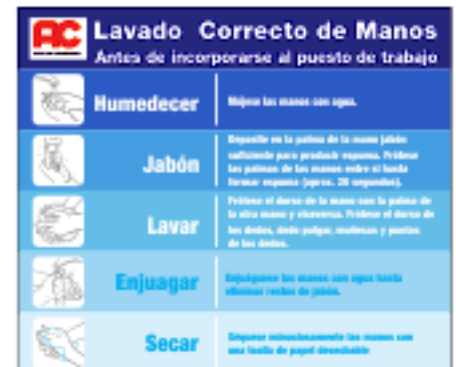 AC
Lavado Correcto de Manos
Antes de incorporarse al puesto de trabajo
Humedecer
Mójese las manos con agua.
Jabón
Deposite en la palma de la mano jabón
suficiente para producir espuma. Frótese
las palmas de las manos entre si hasta
formar espuma (aprox. 20 segundos).
Lavar
Frótese el dorso de la mano con la palma de
la otra mano y viceversa. Frótese el dorso de
los dedos, dedo pulgar, muñecas y puntas
de los dedos.
Enjuagar
Enjuáguese las manos con agua hasta
eliminar restos de jabón.
Secar
Séquese minuciosamente las manos con
una toalla de papel desechable